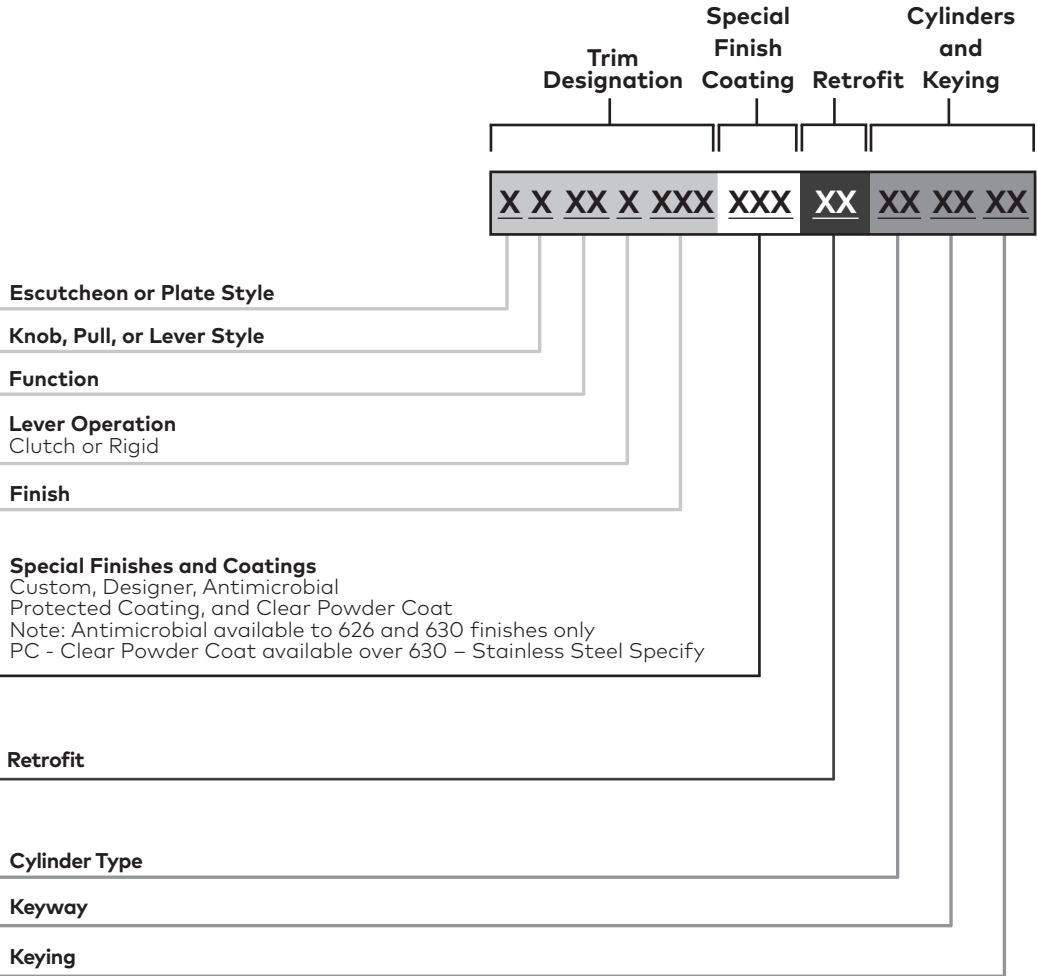 Special
Finish
Coating
Cylinders
and
Keying
Trim
Designation
Retrofit
X X XX X XXX XXX XX XX XX XX
Escutcheon or Plate Style
Knob, Pull, or Lever Style
Function
Lever Operation
Clutch or Rigid
Finish
Special Finishes and Coatings
Custom, Designer, Antimicrobial
Protected Coating, and Clear Powder Coat
Note: Antimicrobial available to 626 and 630 finishes only
PC - Clear Powder Coat available over 630 – Stainless Steel Specify
Retrofit
Cylinder Type
Keyway
Keying